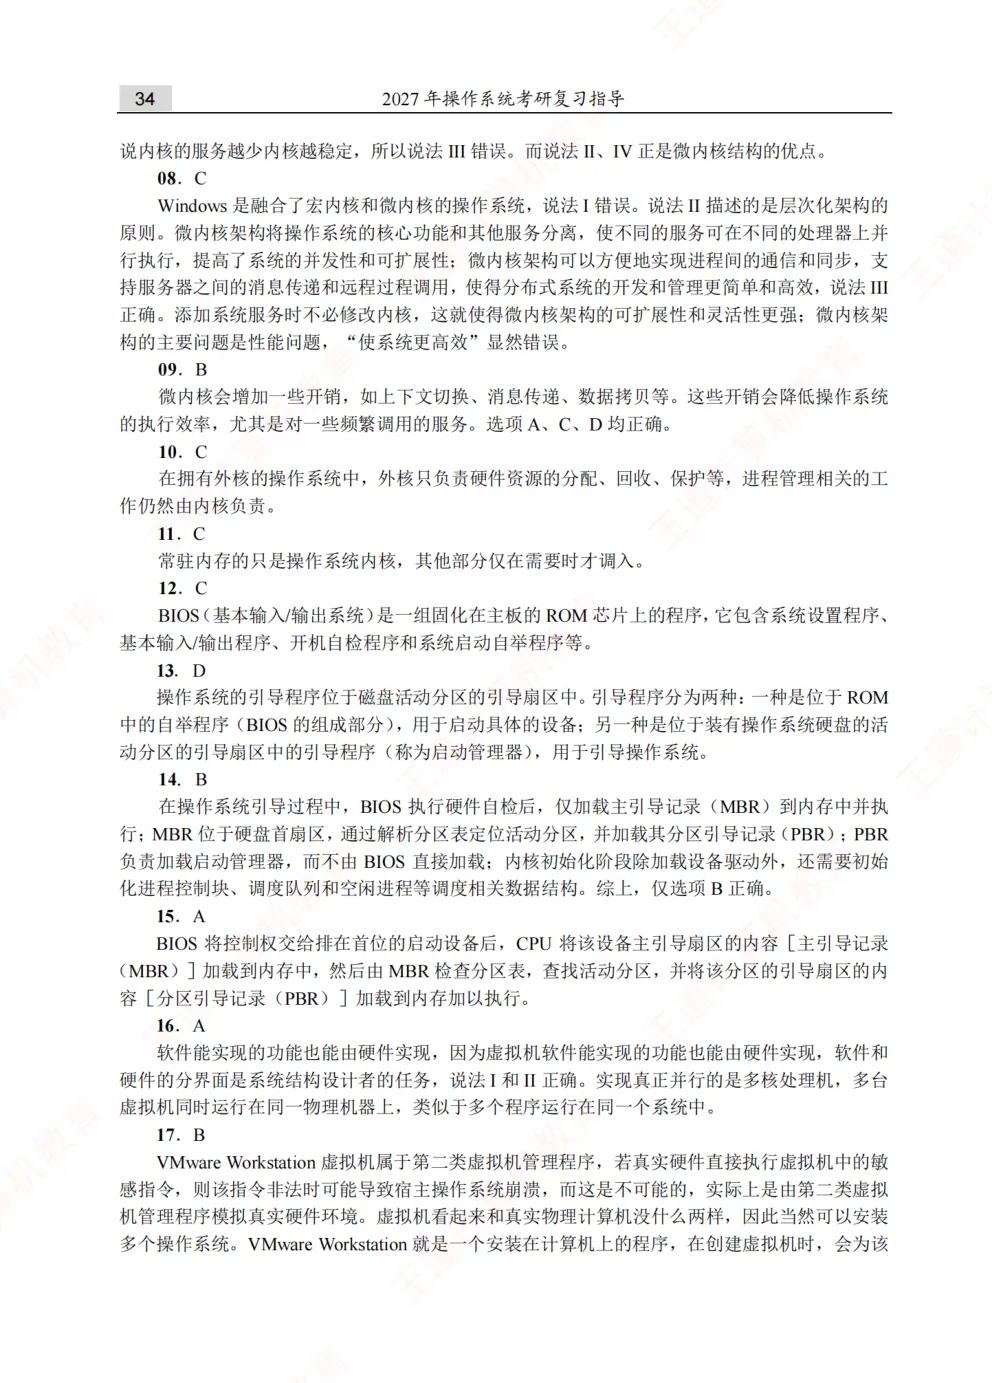 34
2027 年操作系统考研复习指导
说内核的服务越少内核越稳定，所以说法 III 错误。而说法 II、IV 正是微内核结构的优点。
08．C
Windows 是融合了宏内核和微内核的操作系统，说法 I 错误。说法 II 描述的是层次化架构的
原则。微内核架构将操作系统的核心功能和其他服务分离，使不同的服务可在不同的处理器上并
行执行，提高了系统的并发性和可扩展性；微内核架构可以方便地实现进程间的通信和同步，支
持服务器之间的消息传递和远程过程调用，使得分布式系统的开发和管理更简单和高效，说法 III
正确。添加系统服务时不必修改内核，这就使得微内核架构的可扩展性和灵活性更强；微内核架
构的主要问题是性能问题，“使系统更高效”显然错误。
09．B
微内核会增加一些开销，如上下文切换、消息传递、数据拷贝等。这些开销会降低操作系统
的执行效率，尤其是对一些频繁调用的服务。选项 A、C、D 均正确。
10．C
在拥有外核的操作系统中，外核只负责硬件资源的分配、回收、保护等，进程管理相关的工
作仍然由内核负责。
11．C
常驻内存的只是操作系统内核，其他部分仅在需要时才调入。
12．C
BIOS（基本输入/输出系统）是一组固化在主板的 ROM 芯片上的程序，它包含系统设置程序、
基本输入/输出程序、开机自检程序和系统启动自举程序等。
13．D
操作系统的引导程序位于磁盘活动分区的引导扇区中。引导程序分为两种：一种是位于 ROM
中的自举程序（BIOS 的组成部分），用于启动具体的设备；另一种是位于装有操作系统硬盘的活
动分区的引导扇区中的引导程序（称为启动管理器），用于引导操作系统。
14．B
在操作系统引导过程中，BIOS 执行硬件自检后，仅加载主引导记录（MBR）到内存中并执
行；MBR 位于硬盘首扇区，通过解析分区表定位活动分区，并加载其分区引导记录（PBR）；PBR
负责加载启动管理器，而不由 BIOS 直接加载；内核初始化阶段除加载设备驱动外，还需要初始
化进程控制块、调度队列和空闲进程等调度相关数据结构。综上，仅选项 B 正确。
15．A
BIOS 将控制权交给排在首位的启动设备后，CPU 将该设备主引导扇区的内容［主引导记录
（MBR）］加载到内存中，然后由 MBR 检查分区表，查找活动分区，并将该分区的引导扇区的内
容［分区引导记录（PBR）］加载到内存加以执行。
16．A
软件能实现的功能也能由硬件实现，因为虚拟机软件能实现的功能也能由硬件实现，软件和
硬件的分界面是系统结构设计者的任务，说法 I 和 II 正确。实现真正并行的是多核处理机，多台
虚拟机同时运行在同一物理机器上，类似于多个程序运行在同一个系统中。
17．B
VMware Workstation 虚拟机属于第二类虚拟机管理程序，若真实硬件直接执行虚拟机中的敏
感指令，则该指令非法时可能导致宿主操作系统崩溃，而这是不可能的，实际上是由第二类虚拟
机管理程序模拟真实硬件环境。虚拟机看起来和真实物理计算机没什么两样，因此当然可以安装
多个操作系统。VMware Workstation 就是一个安装在计算机上的程序，在创建虚拟机时，会为该